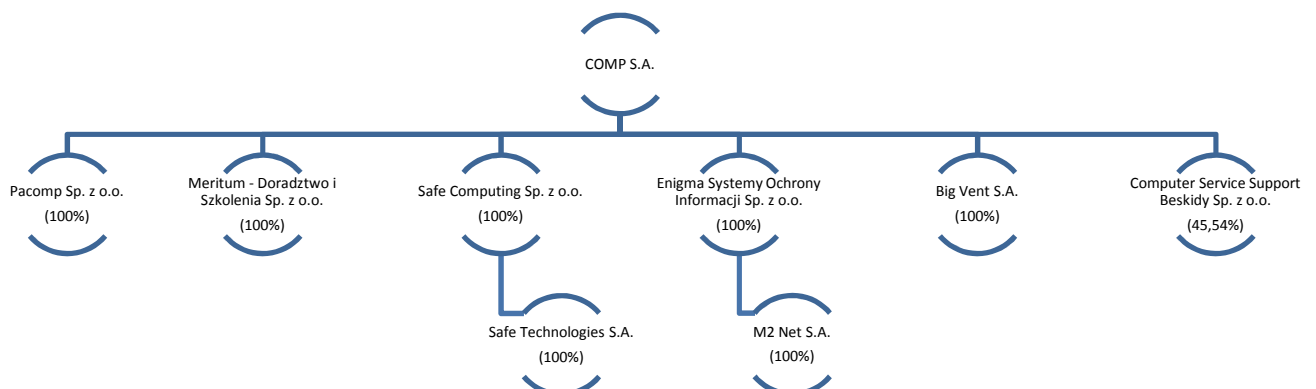 COMP S.A.
Pacomp Sp. z o.o.
(100%)
Meritum - Doradztwo i
Szkolenia Sp. z o.o.
(100%)
Safe Computing Sp. z o.o.
(100%)
Enigma Systemy Ochrony
Informacji Sp. z o.o.
(100%)
Big Vent S.A.
(100%)
Computer Service Support
Beskidy Sp. z o.o.
(45,54%)
Safe Technologies S.A.
(100%)
M2 Net S.A.
(100%)